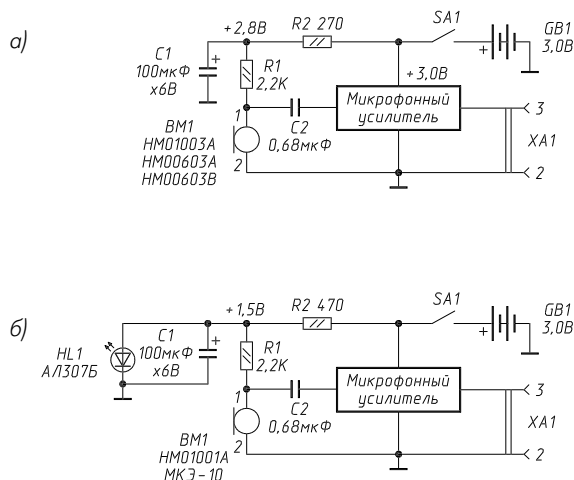 а)
+2,8В
R2 270
SA1
GB1
3,0В
C1
100мкФ
х6В
R1
2,2К
+3,0В
Микрофонный
усилитель
1
BM1
HM01003A
HM00603A
HM00603B
2
C2
0,68мкФ
3
XA1
2
б)
+1,5В
R2 470
SA1
GB1
3,0В
HL1
АЛ307Б
C1
100мкФ
х6В
R1
2,2К
Микрофонный
усилитель
1
BM1
HM01001A
МКЭ-10
2
C2
0,68мкФ
3
XA1
2